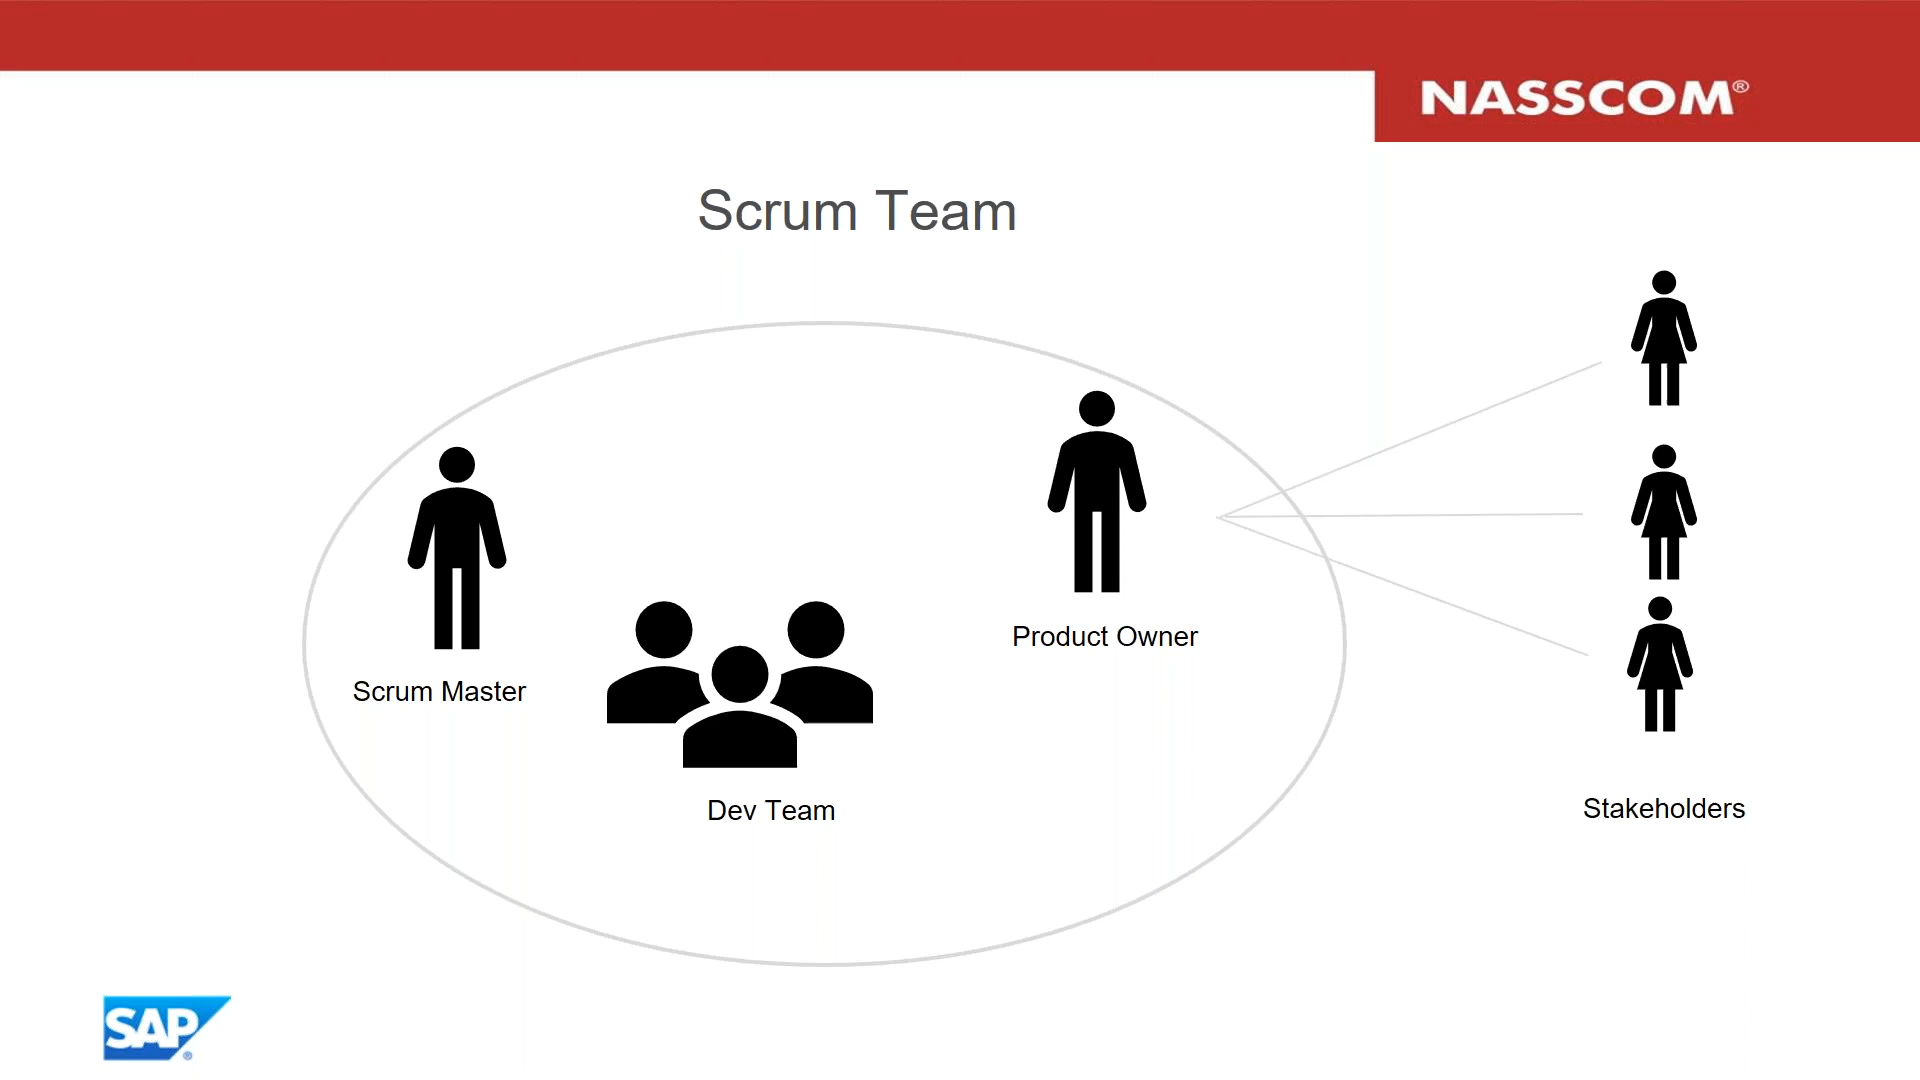 NASSCOM®
Scrum Team
Product Owner
Scrum Master
Dev Team
Stakeholders
SAP®